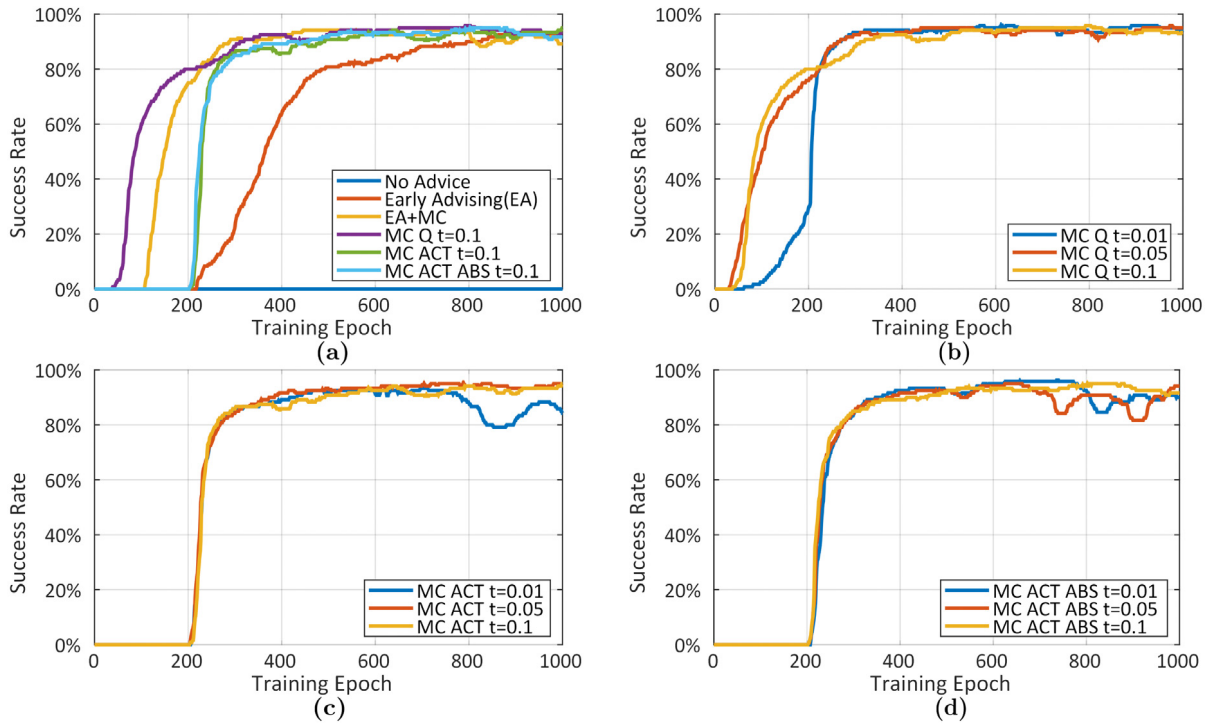 100%
80%
60%
40%
20%
0%
Success Rate
No Advice
Early Advising(EA)
EA+MC
MC Q t=0.1
MC ACT t=0.1
MC ACT ABS t=0.1
0 200 400 600 800 1000
Training Epoch
(a)
100%
80%
60%
40%
20%
0%
Success Rate
MC Q t=0.01
MC Q t=0.05
MC Q t=0.1
0 200 400 600 800 1000
Training Epoch
(b)
100%
80%
60%
40%
20%
0%
Success Rate
MC ACT t=0.01
MC ACT t=0.05
MC ACT t=0.1
0 200 400 600 800 1000
Training Epoch
(c)
100%
80%
60%
40%
20%
0%
Success Rate
MC ACT ABS t=0.01
MC ACT ABS t=0.05
MC ACT ABS t=0.1
0 200 400 600 800 1000
Training Epoch
(d)